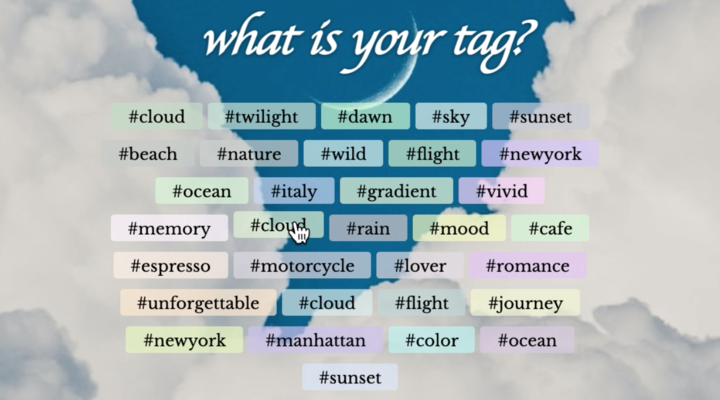 what is your tag?
#cloud #twilight #dawn #sky #sunset
#beach #nature #wild #flight #newyork
#ocean #italy #gradient #vivid
#memory #cloud #rain #mood #cafe
#espresso #motorcycle #lover #romance
#unforgettable #cloud #flight #journey
#newyork #manhattan #color #ocean
#sunset